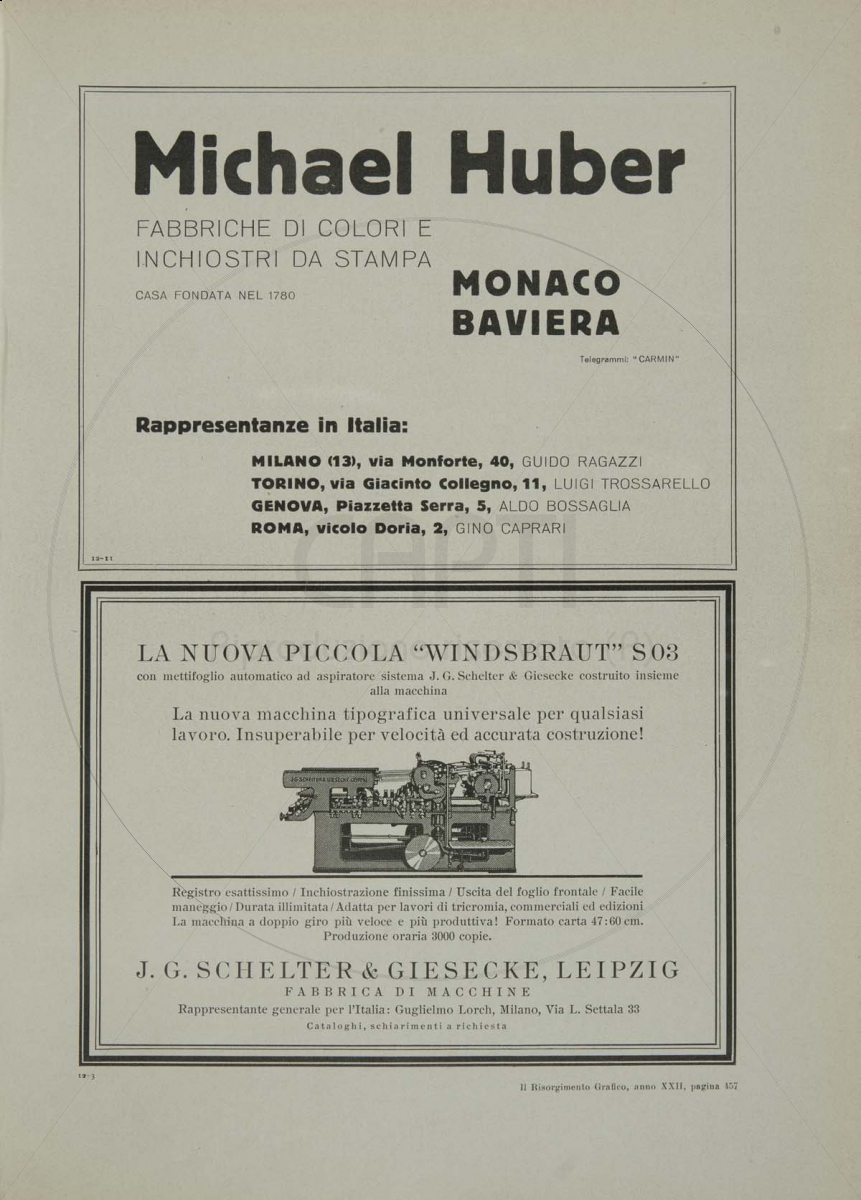 Michael Huber
FABBRICHE DI COLORI E
INCHIOSTRI DA STAMPA
CASA FONDATA NEL 1780
MONACO
BAVIERA
Telegrammi: "CARMIN"
Rappresentanze in Italia:
MILANO (13), via Monforte, 40, GUIDO RAGAZZI
TORINO, via Giacinto Collegno, 11, LUIGI TROSSARELLO
GENOVA, Piazzetta Serra, 5, ALDO BOSSAGLIA
ROMA, vicolo Doria, 2, GINO CAPRARI
12-11
LA NUOVA PICCOLA “WINDSBRAUT” S 03
con mettifoglio automatico ad aspiratore sistema J. G. Schelter & Giesecke costruito insieme
alla macchina
La nuova macchina tipografica universale per qualsiasi
lavoro. Insuperabile per velocità ed accurata costruzione!
Registro esattissimo / Inchiostrazione finissima / Uscita del foglio frontale / Facile
maneggio / Durata illimitata / Adatta per lavori di tricromia, commerciali ed edizioni
La macchina a doppio giro più veloce e più produttiva! Formato carta 47:60 cm.
Produzione oraria 3000 copie.
J. G. SCHELTER & GIESECKE, LEIPZIG
FABBRICA DI MACCHINE
Rappresentante generale per l'Italia: Guglielmo Lorch, Milano, Via L. Settala 33
Cataloghi, schiarimenti a richiesta
12-3
Il Risorgimento Grafico, anno XXII, pagina 457